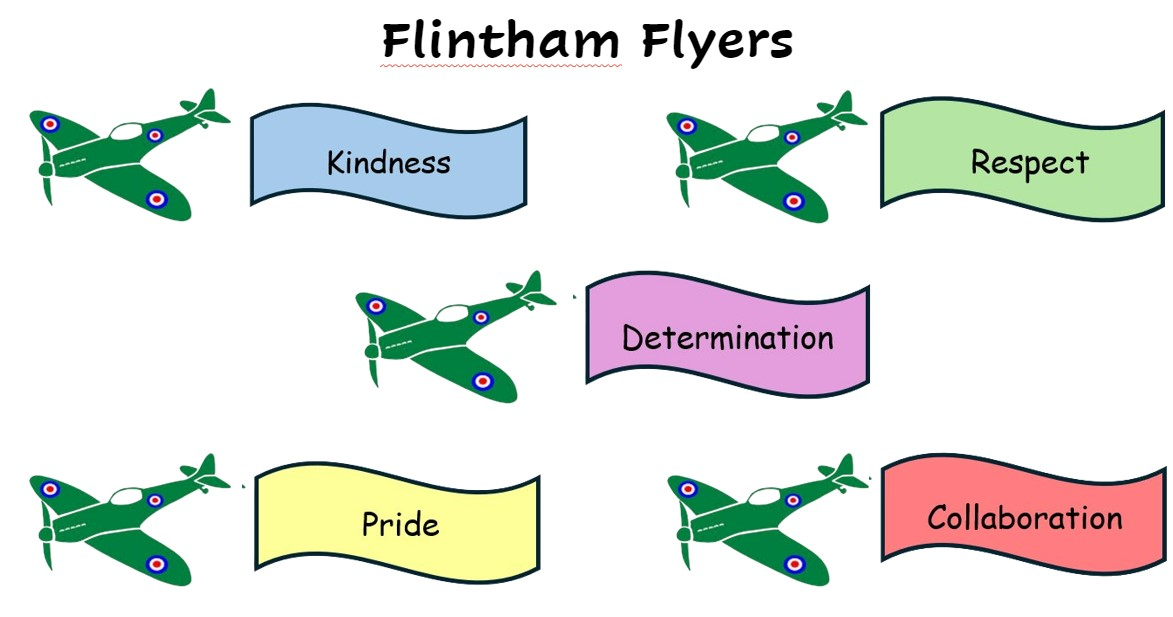 Flintham Flyers
Kindness
Respect
Determination
Pride
Collaboration